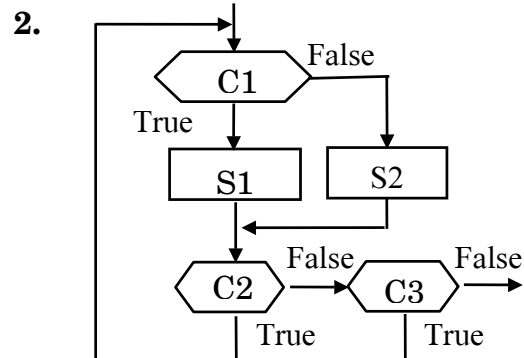 2.
False
C1
True
S1 S2
False False
C2 C3
True True